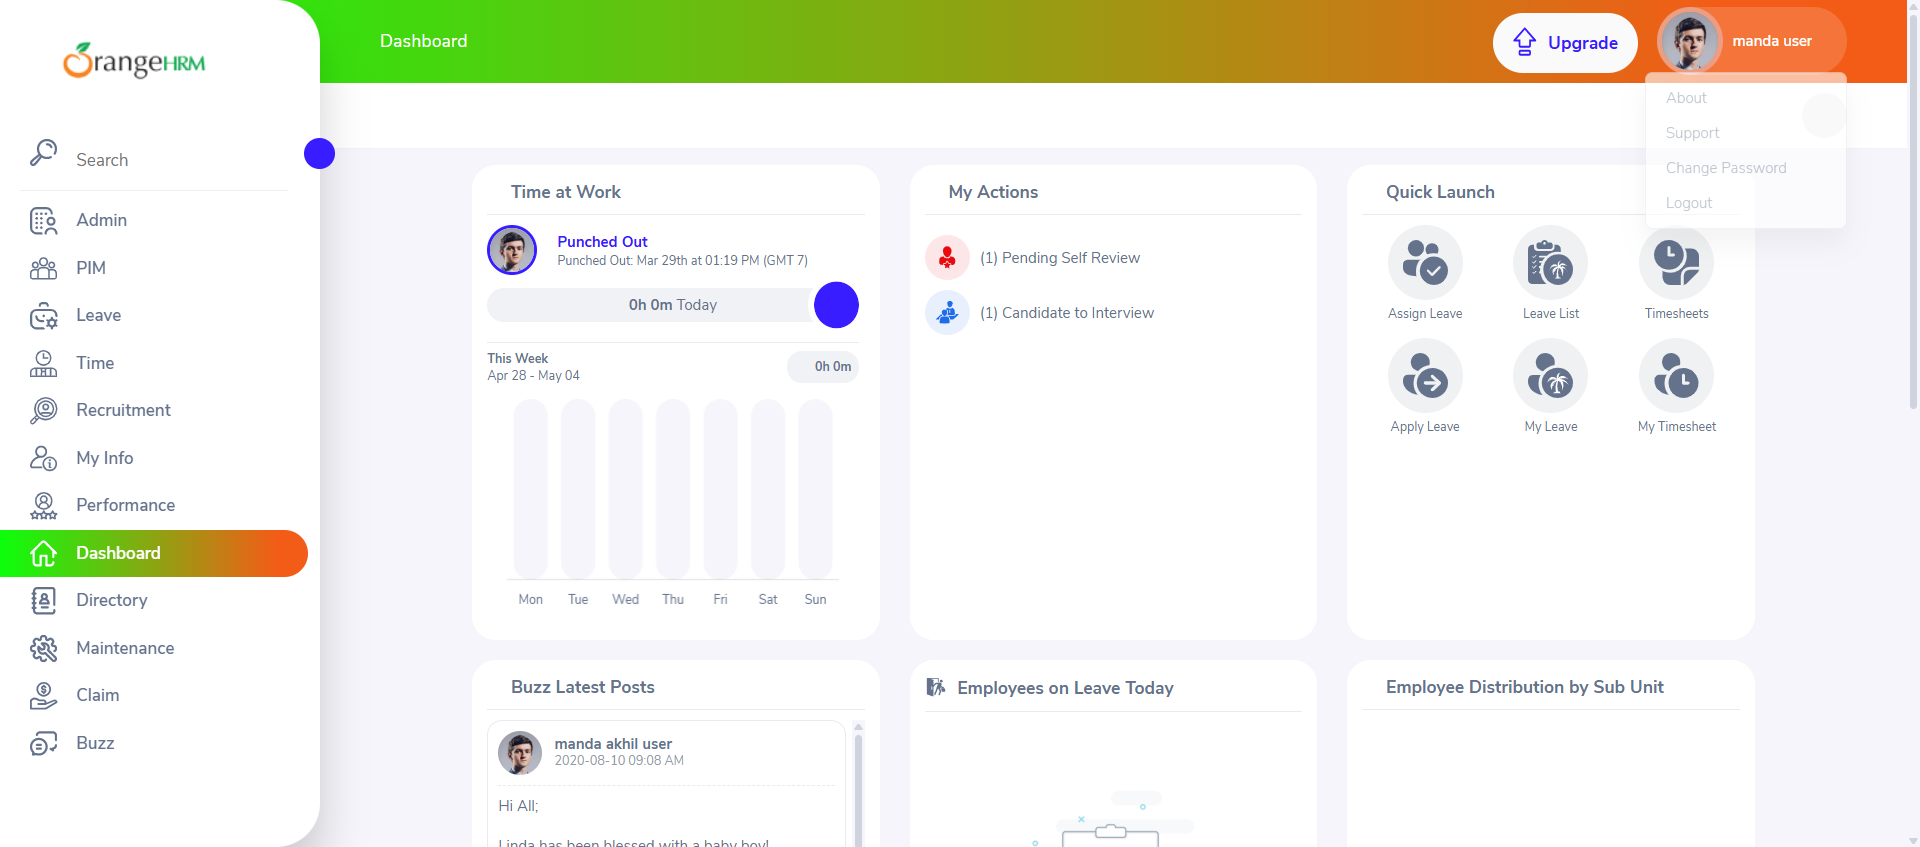 OrangeHRM
Search
Admin
PIM
Leave
Time
Recruitment
My Info
Performance
Dashboard
Directory
Maintenance
Claim
Buzz
Dashboard
Upgrade
manda user
About
Support
Change Password
Logout
Time at Work
Punched Out
Punched Out: Mar 29th at 01:19 PM (GMT 7)
0h 0m Today
This Week
Apr 28 - May 04
0h 0m
Mon Tue Wed Thu Fri Sat Sun
My Actions
(1) Pending Self Review
(1) Candidate to Interview
Quick Launch
Assign Leave
Leave List
Timesheets
Apply Leave
My Leave
My Timesheet
Buzz Latest Posts
manda akhil user
2020-08-10 09:08 AM
Hi All;
Linda has been blessed with a baby boy!
Employees on Leave Today
Employee Distribution by Sub Unit